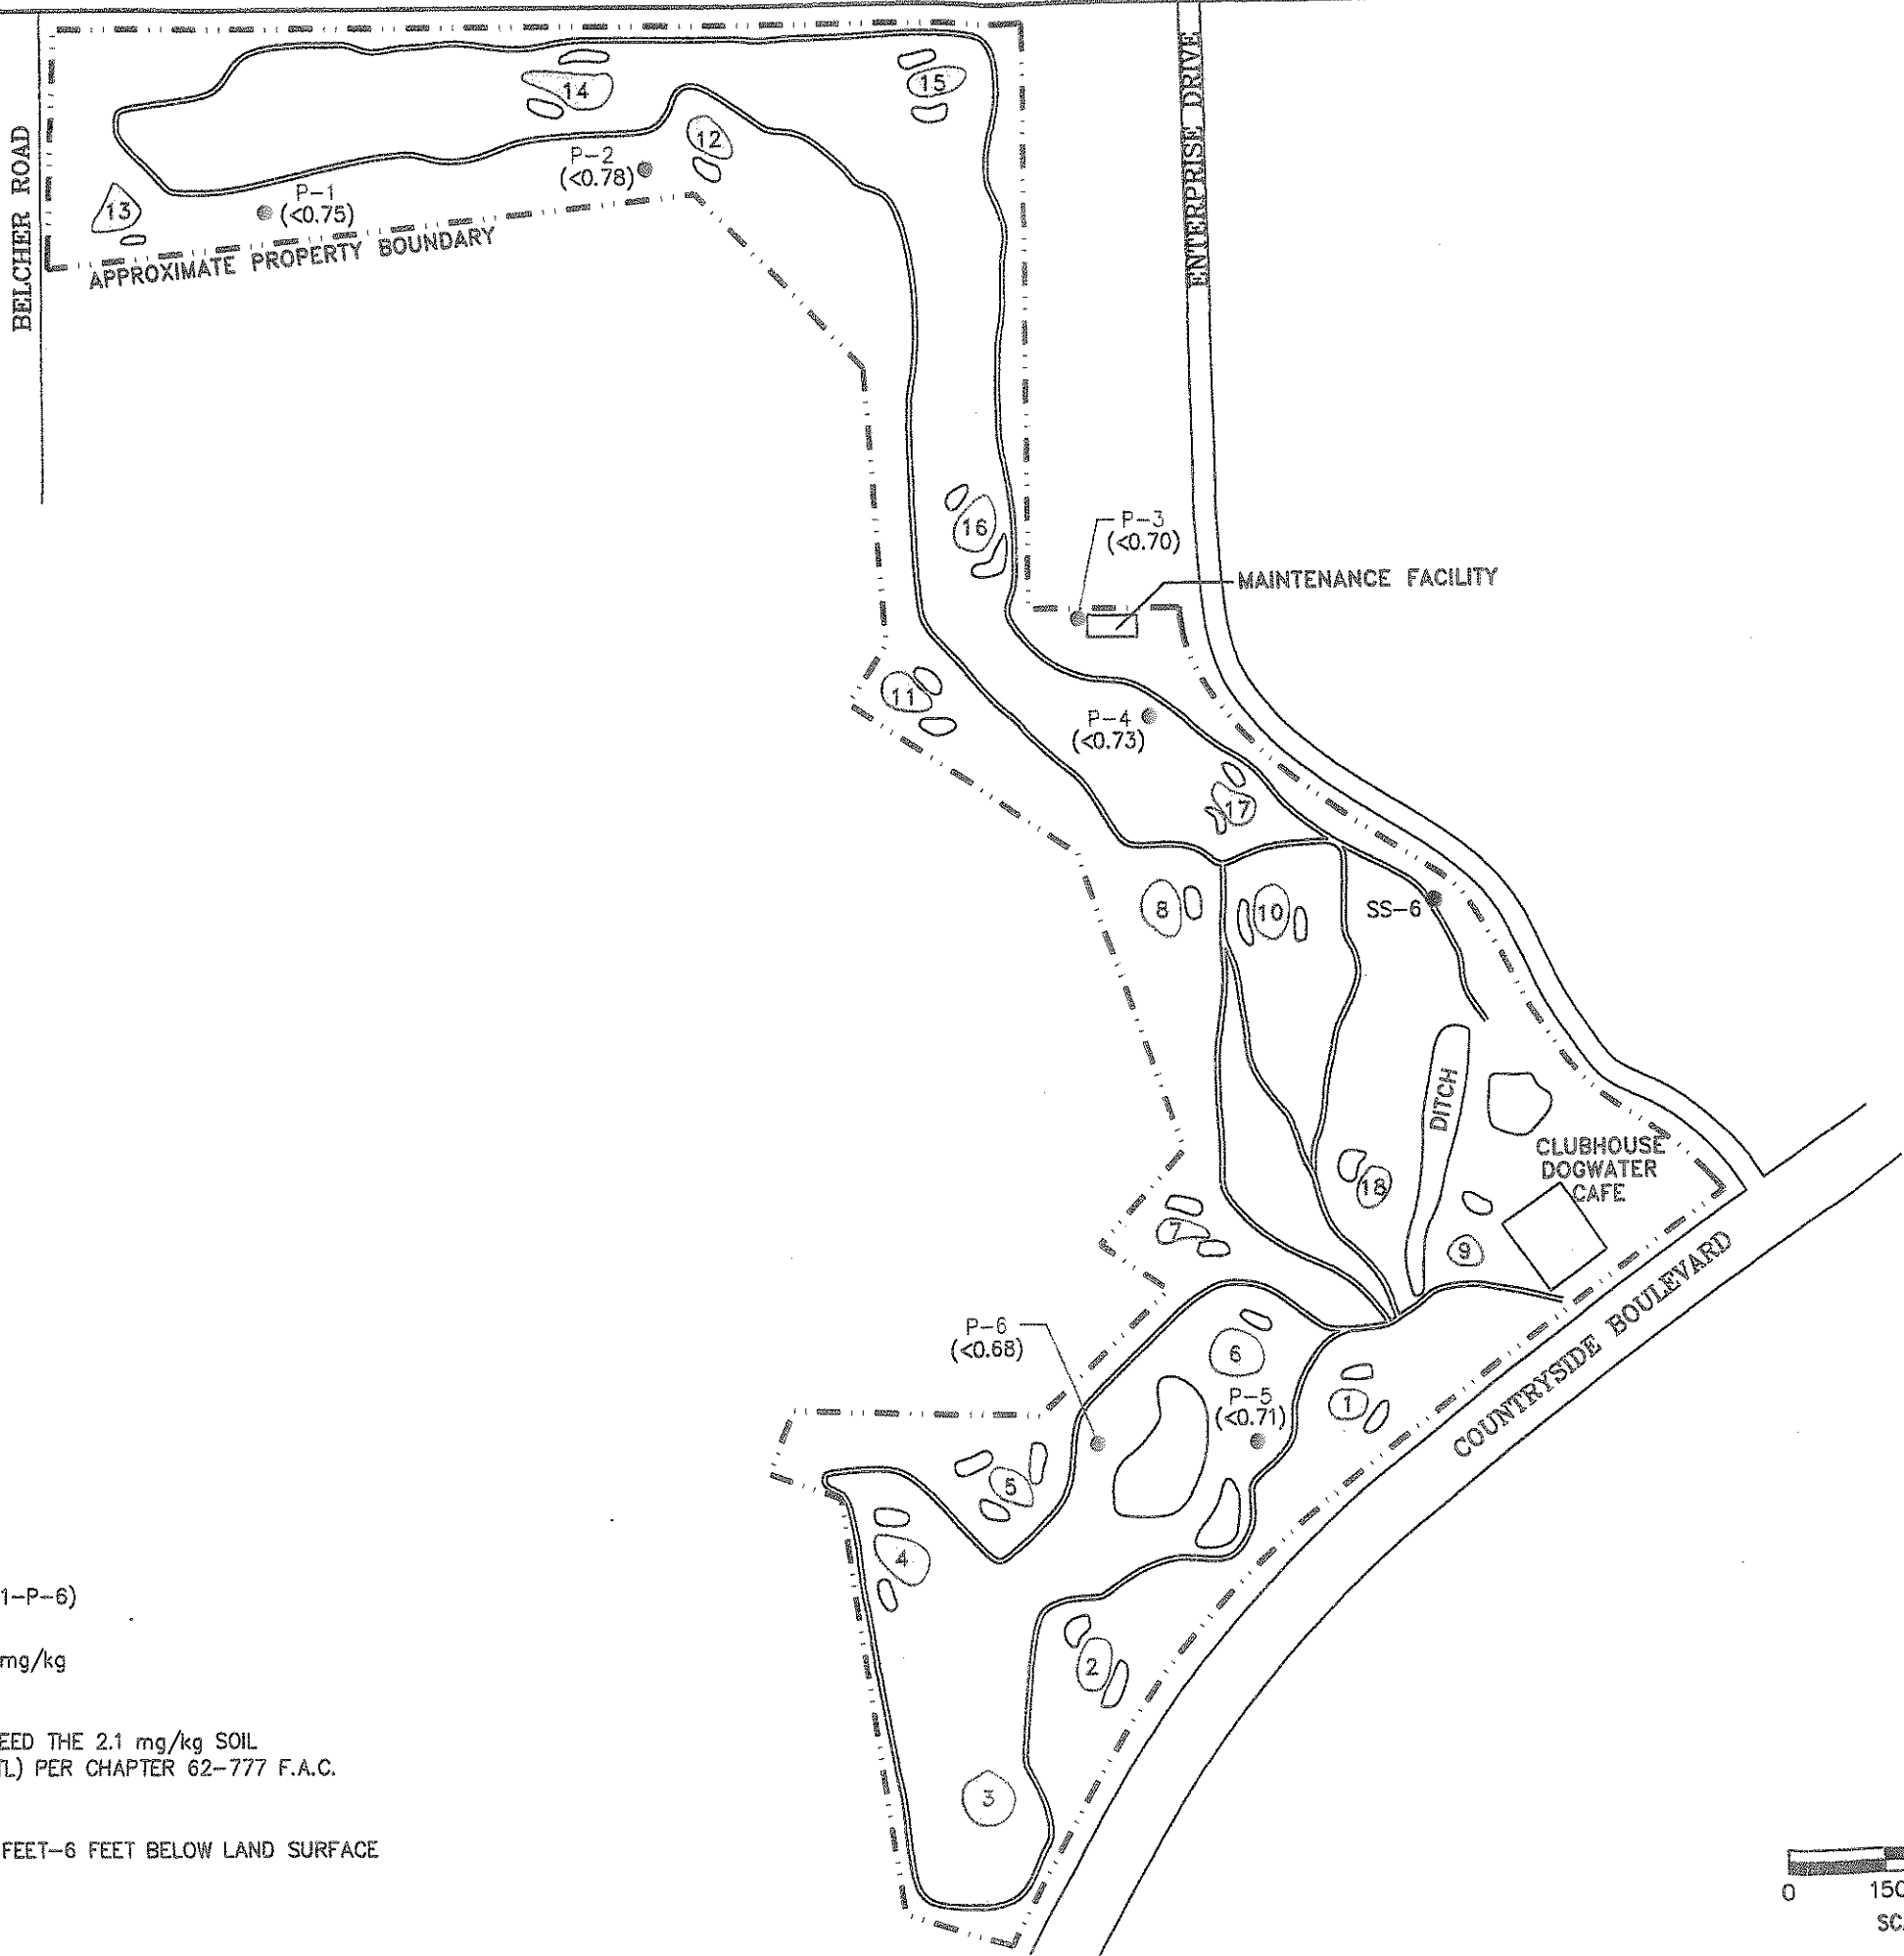 BELCHER ROAD
ENTERPRISE DRIVE
14
15
12
P-2
(<0.78)
13
P-1
(<0.75)
APPROXIMATE PROPERTY BOUNDARY
16
P-3
(<0.70)
MAINTENANCE FACILITY
11
P-4
(<0.73)
17
8
10
SS-6
DITCH
CLUBHOUSE
DOGWATER
CAFE
18
7
9
COUNTRYSIDE BOULEVARD
P-6
(<0.68)
6
P-5
(<0.71)
1
5
4
2
3
1-P-6)
mg/kg
EED THE 2.1 mg/kg SOIL
TL) PER CHAPTER 62-777 F.A.C.
FEET-6 FEET BELOW LAND SURFACE
0 150
SC